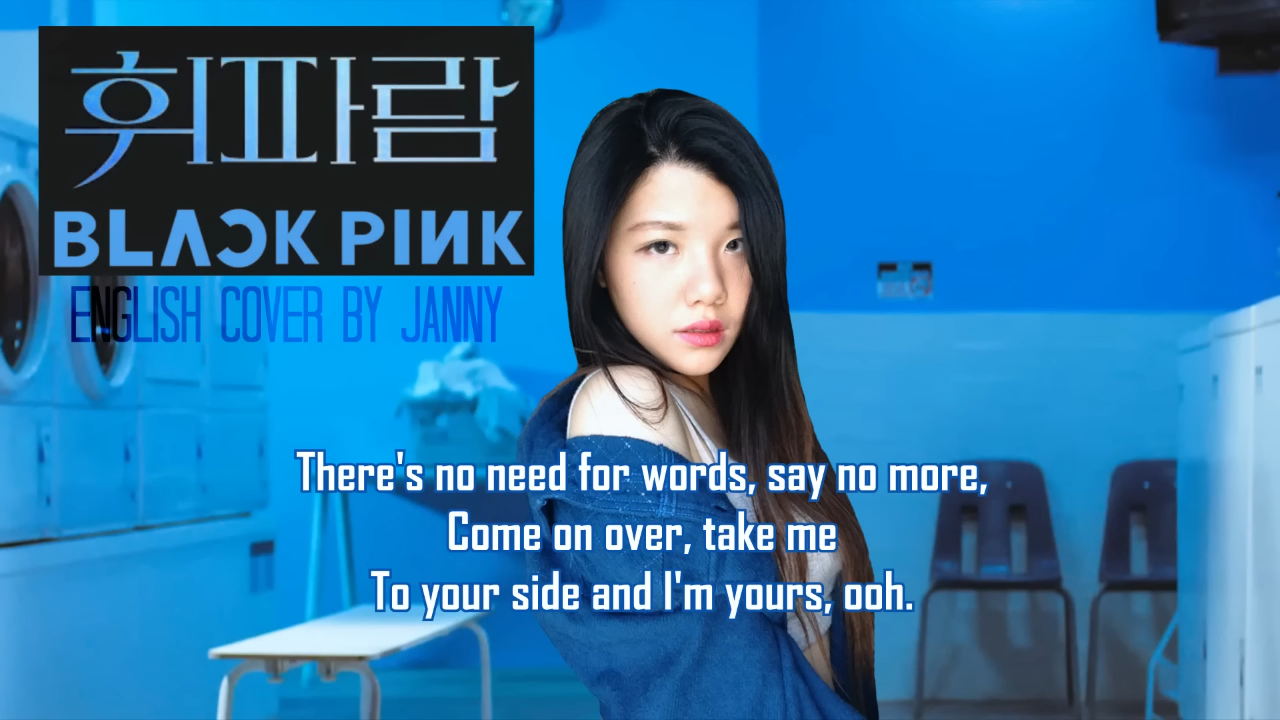 휘파람
BLACKPINK
ENGLISH COVER BY JANNY
There's no need for words, say no more,
Come on over, take me
To your side and I'm yours, ooh.